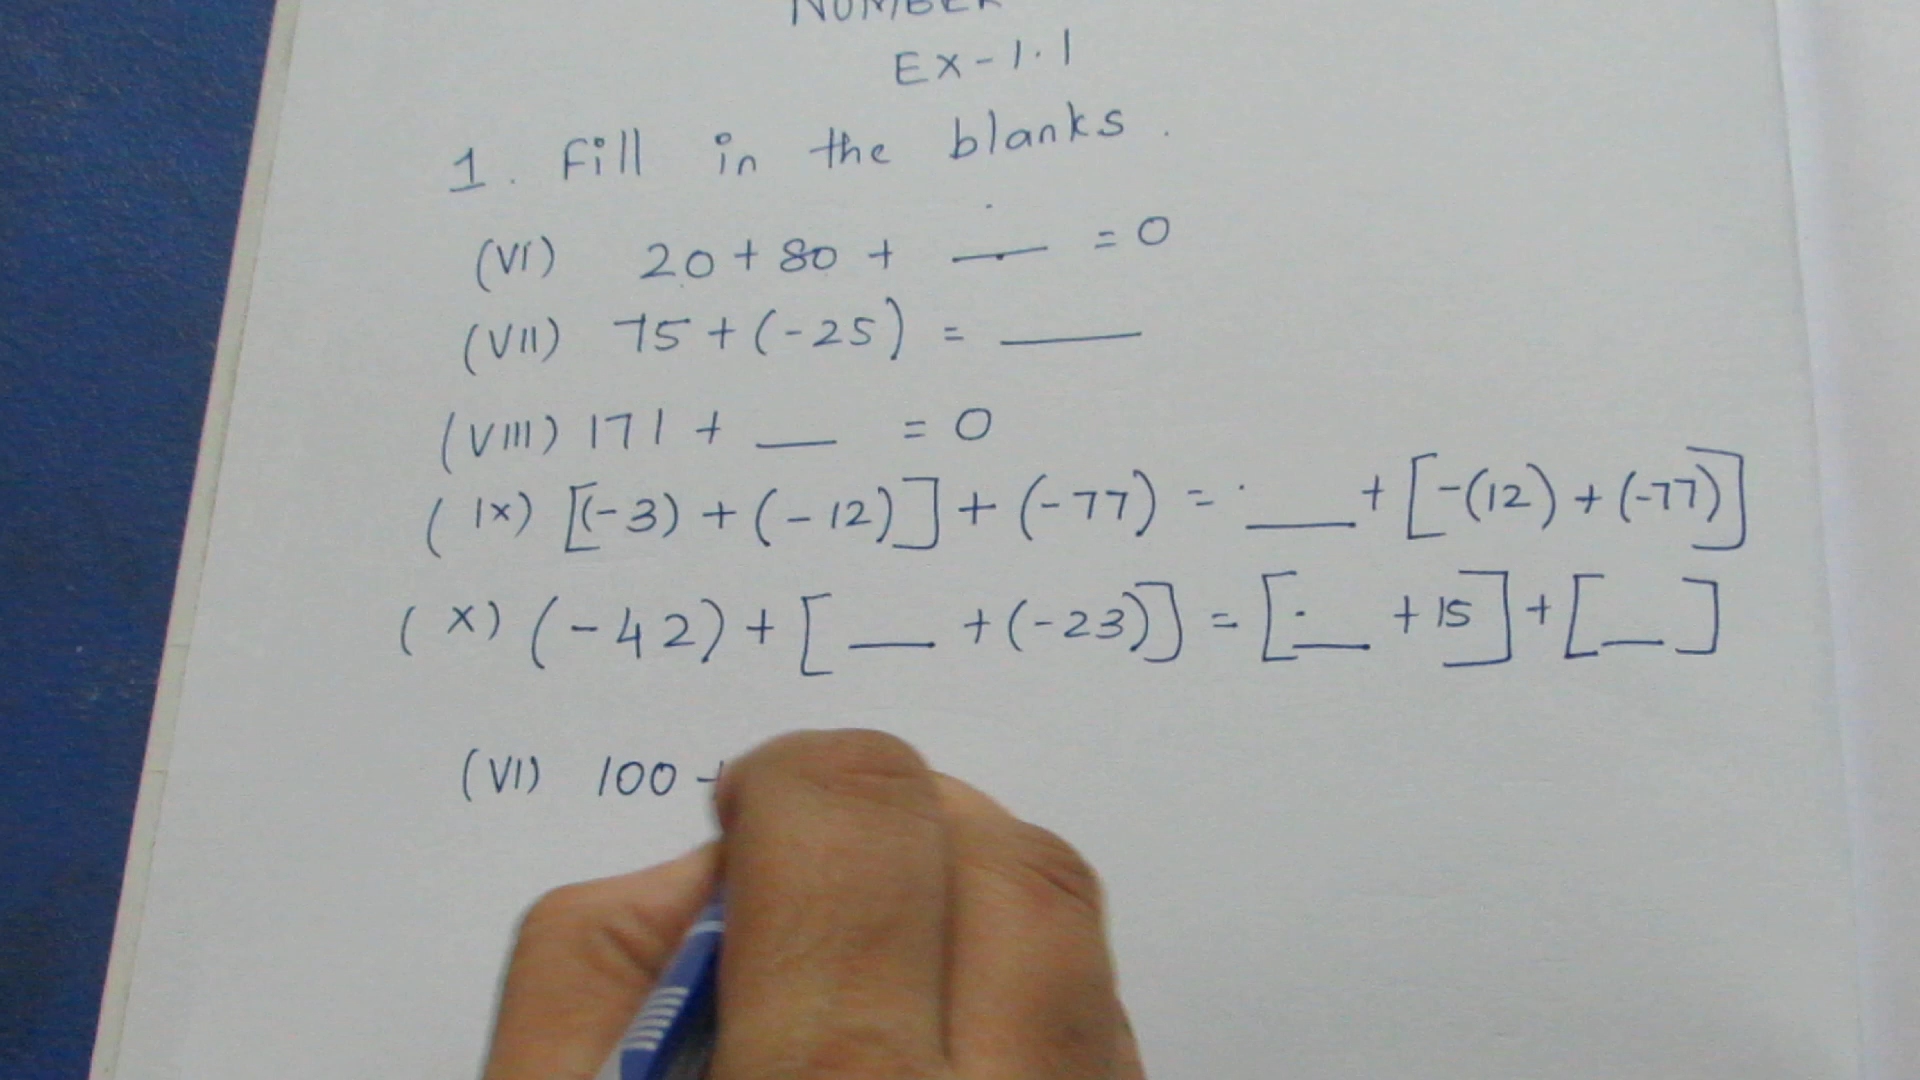 NUMBER
EX-1.1
1. Fill in the blanks.
(VI) 20 + 80 + ___ = 0
(VII) 75 + (-25) = ___
(VIII) 171 + ___ = 0
(IX) [(-3) + (-12)] + (-77) = ___ + [-(12) + (-77)]
(X) (-42) + [___ + (-23)] = [___ + 15] + [___]
(VI) 100 +